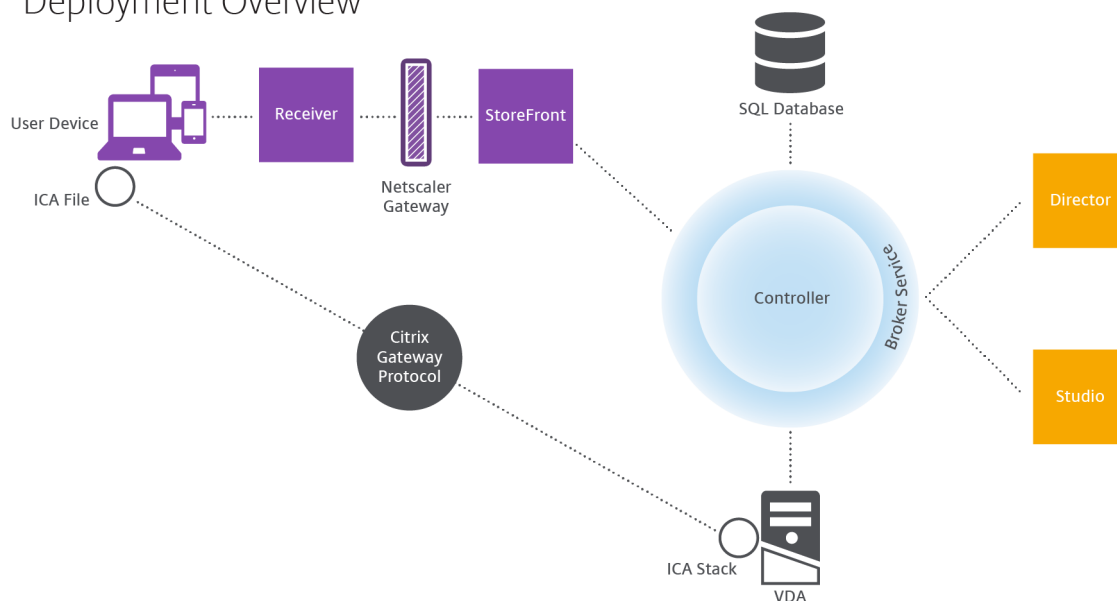 Deployment Overview
SQL Database
User Device
Receiver
StoreFront
ICA File
Netscaler
Gateway
Director
Controller
Broker Service
Citrix
Gateway
Protocol
Studio
ICA Stack
VDA